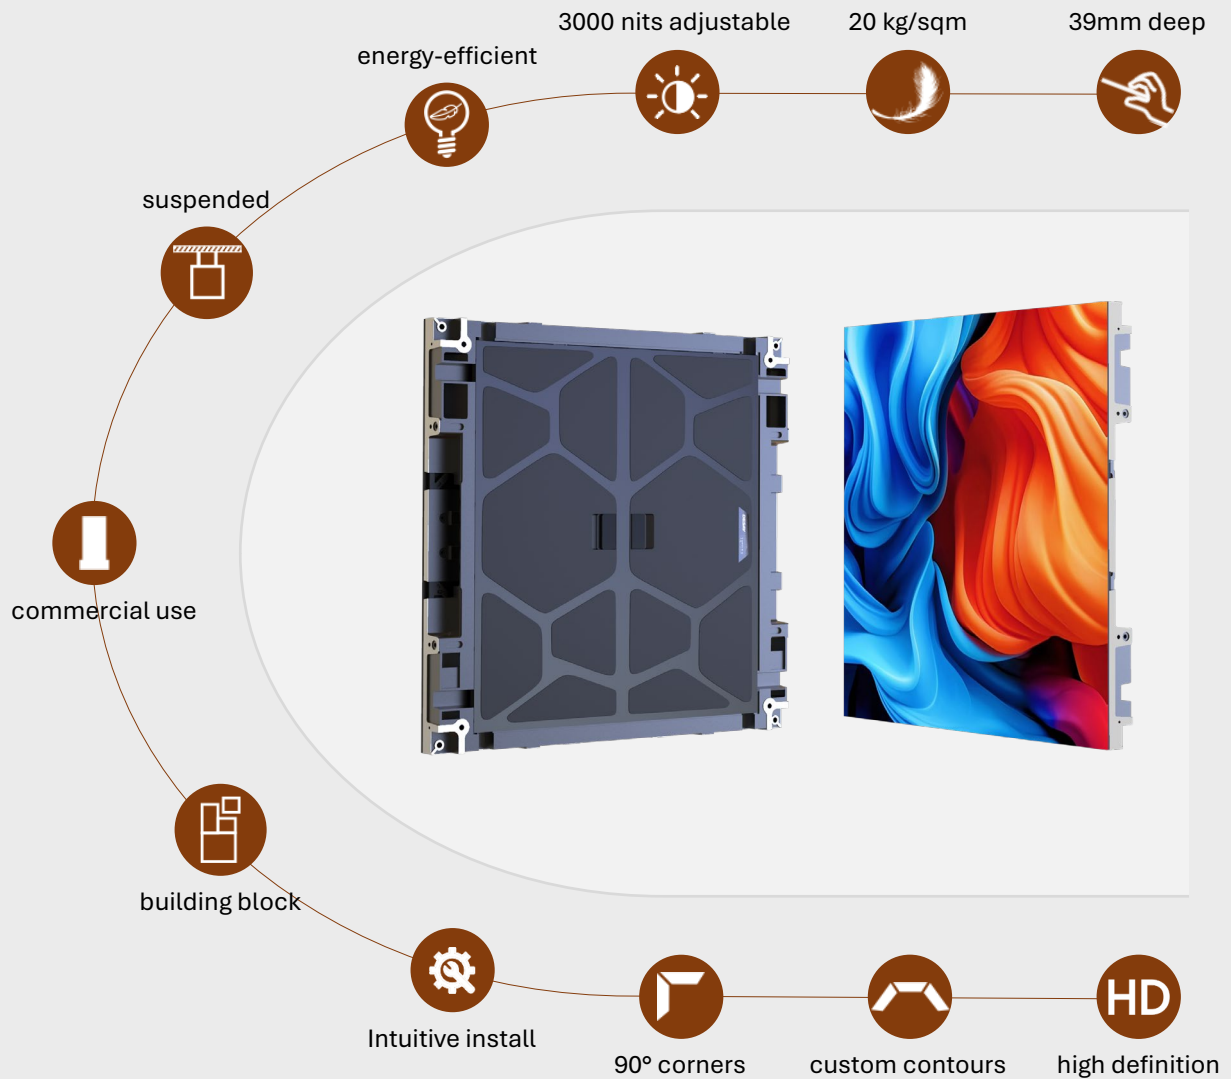 3000 nits adjustable
20 kg/sqm
39mm deep
energy-efficient
suspended
commercial use
building block
Intuitive install
HD
90° corners
custom contours
high definition